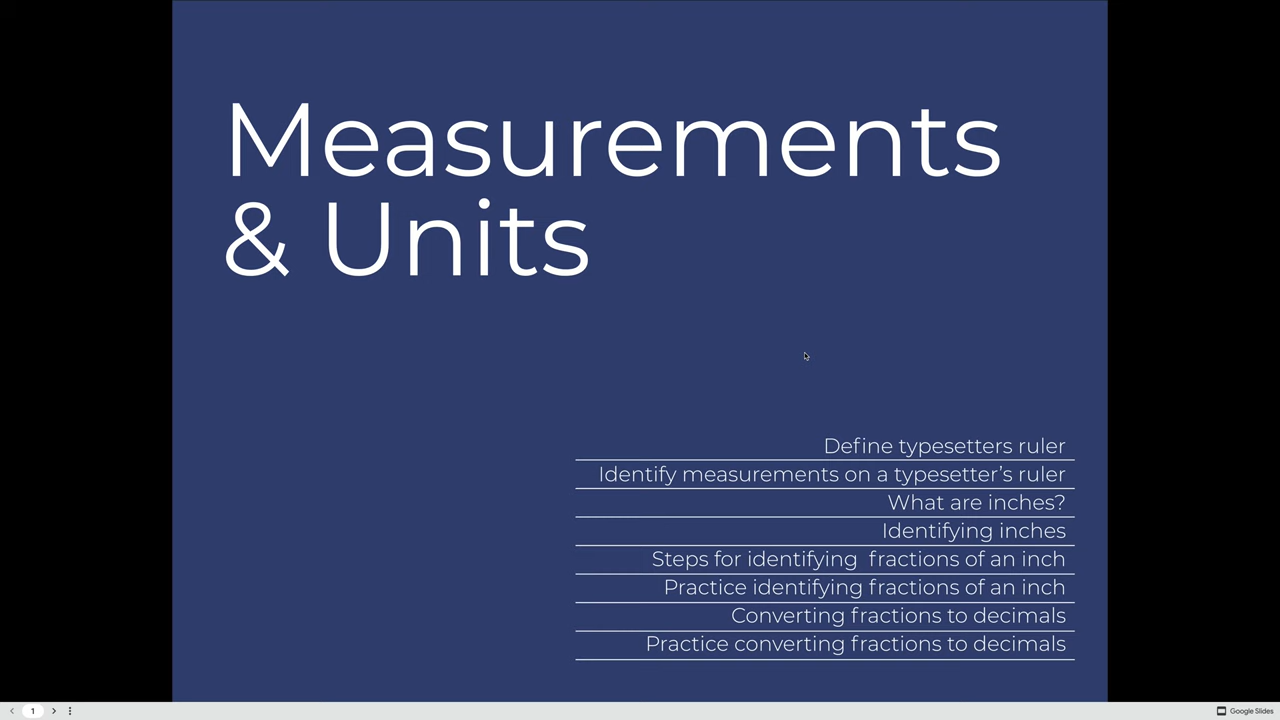 Measurements
& Units
Define typesetters ruler
Identify measurements on a typesetter’s ruler
What are inches?
Identifying inches
Steps for identifying  fractions of an inch
Practice identifying fractions of an inch
Converting fractions to decimals
Practice converting fractions to decimals
1
Google Slides